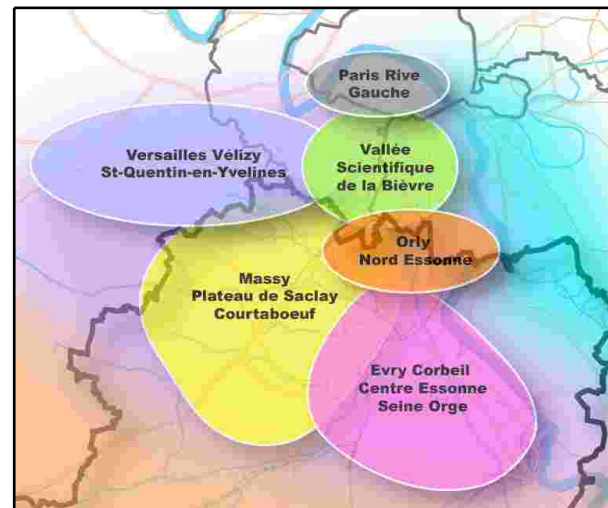 Paris Rive
Gauche
Versailles Vélizy
St-Quentin-en-Yvelines
Vallée
Scientifique
de la Bièvre
Orly
Nord Essonne
Massy
Plateau de Saclay
Courtaboeuf
Evry Corbeil
Centre Essonne
Seine Orge